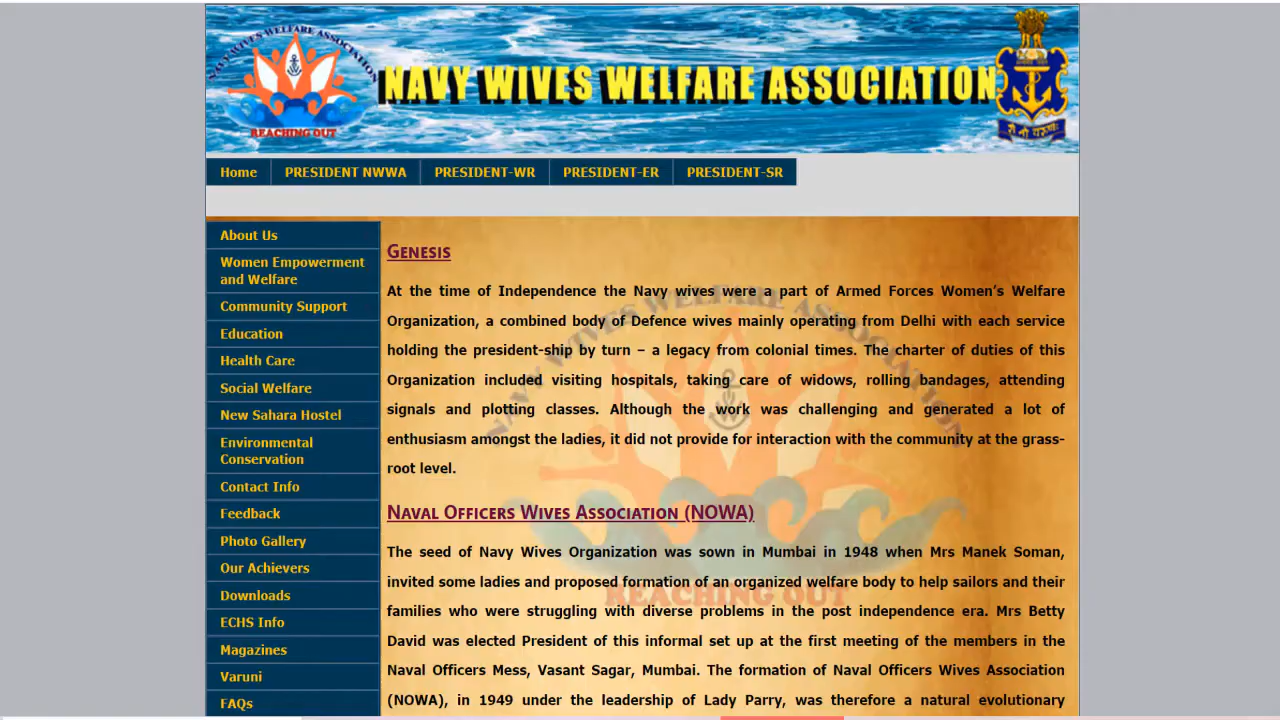 NAVY WIVES WELFARE ASSOCIATION
REACHING OUT
NAVY WIVES WELFARE ASSOCIATION
Home
PRESIDENT NWWA
PRESIDENT-WR
PRESIDENT-ER
PRESIDENT-SR
About Us
Women Empowerment
and Welfare
Community Support
Education
Health Care
Social Welfare
New Sahara Hostel
Environmental
Conservation
Contact Info
Feedback
Photo Gallery
Our Achievers
Downloads
ECHS Info
Magazines
Varuni
FAQs
GENESIS
At the time of Independence the Navy wives were a part of Armed Forces Women’s Welfare
Organization, a combined body of Defence wives mainly operating from Delhi with each service
holding the president-ship by turn – a legacy from colonial times. The charter of duties of this
Organization included visiting hospitals, taking care of widows, rolling bandages, attending
signals and plotting classes. Although the work was challenging and generated a lot of
enthusiasm amongst the ladies, it did not provide for interaction with the community at the grass-
root level.
NAVAL OFFICERS WIVES ASSOCIATION (NOWA)
The seed of Navy Wives Organization was sown in Mumbai in 1948 when Mrs Manek Soman,
invited some ladies and proposed formation of an organized welfare body to help sailors and their
families who were struggling with diverse problems in the post independence era. Mrs Betty
David was elected President of this informal set up at the first meeting of the members in the
Naval Officers Mess, Vasant Sagar, Mumbai. The formation of Naval Officers Wives Association
(NOWA), in 1949 under the leadership of Lady Parry, was therefore a natural evolutionary
NAVY WIVES WELFARE ASSOCIATION
REACHING OUT